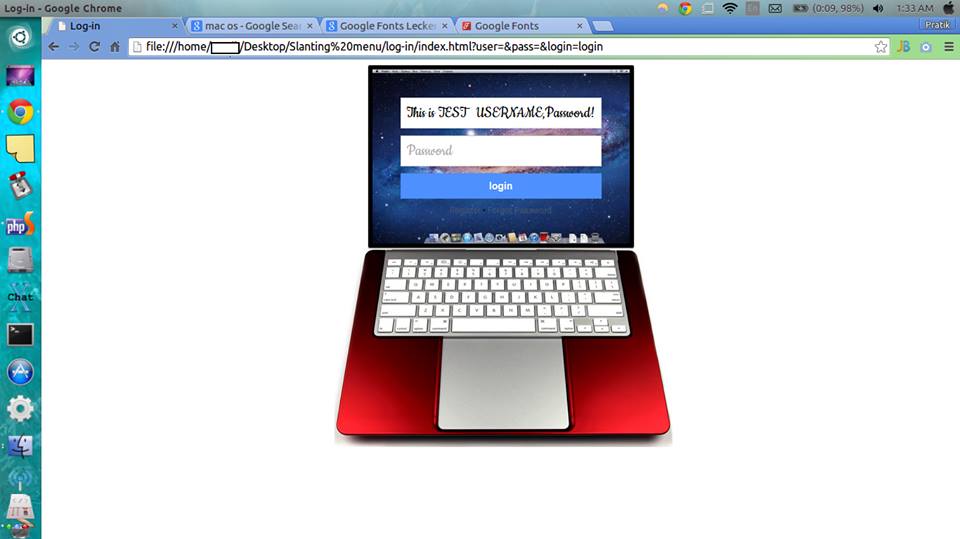 Log-in - Google Chrome
(0:09, 98%)
1:33 AM
Log-in
mac os - Google Sear
Google Fonts Lecker
Google Fonts
Pratik
file:///home/ /Desktop/Slanting%20menu/log-in/index.html?user=&pass=&login=login
JB
This is TEST USERNAME,Password!
Password
login
Register • Forgot Password
php
Chat